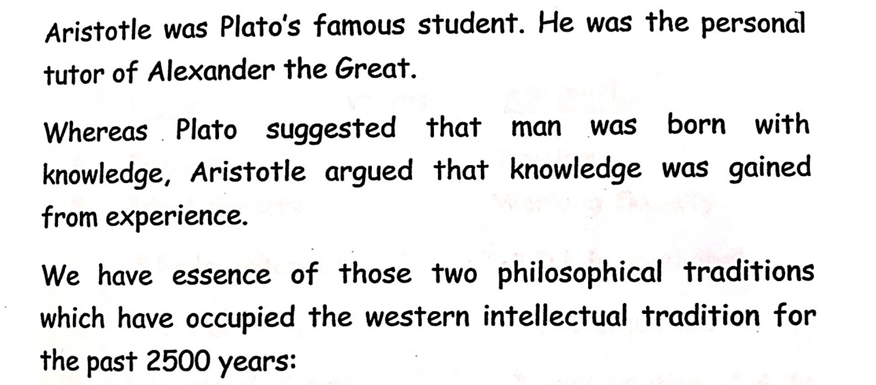 Aristotle was Plato's famous student. He was the personal
tutor of Alexander the Great.
Whereas Plato suggested that man was born with
knowledge, Aristotle argued that knowledge was gained
from experience.
We have essence of those two philosophical traditions
which have occupied the western intellectual tradition for
the past 2500 years: